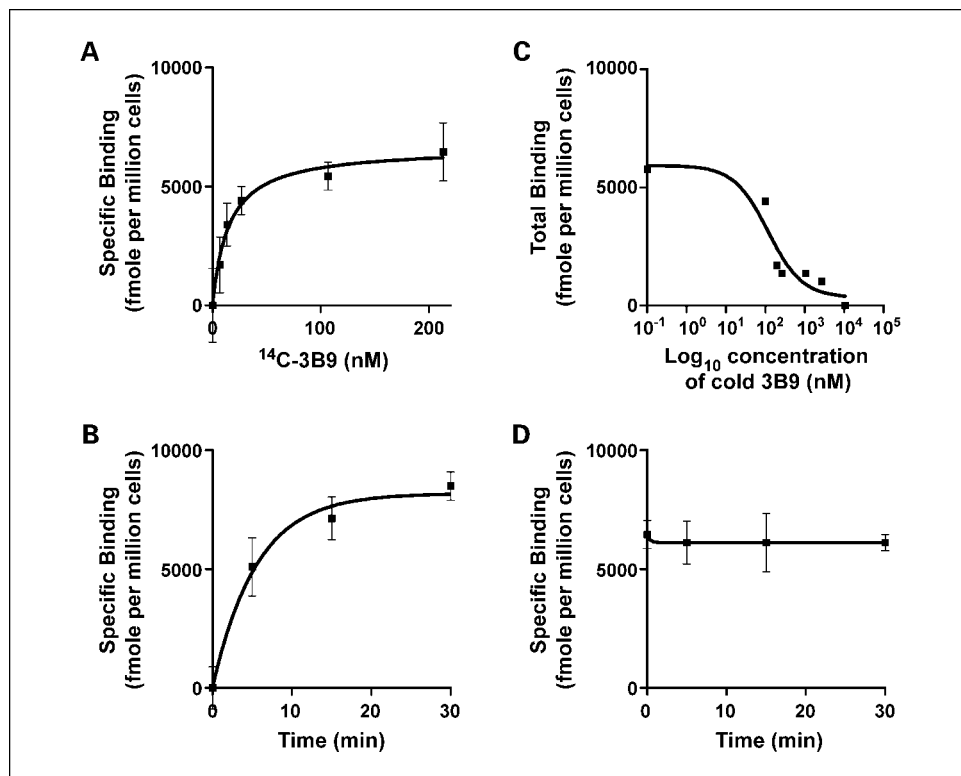 A
10000
5000
0
Specific Binding
(fmole per million cells)
0
100
200
¹⁴C-3B9 (nM)
C
10000
5000
0
Total Binding
(fmole per million cells)
10⁻¹ 10⁰ 10¹ 10² 10³ 10⁴ 10⁵
Log₁₀ concentration
of cold 3B9 (nM)
B
10000
5000
0
Specific Binding
(fmole per million cells)
0 10 20 30
Time (min)
D
10000
5000
0
Specific Binding
(fmole per million cells)
0 10 20 30
Time (min)